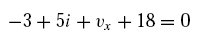 −3 + 5i + v_x + 18 = 0